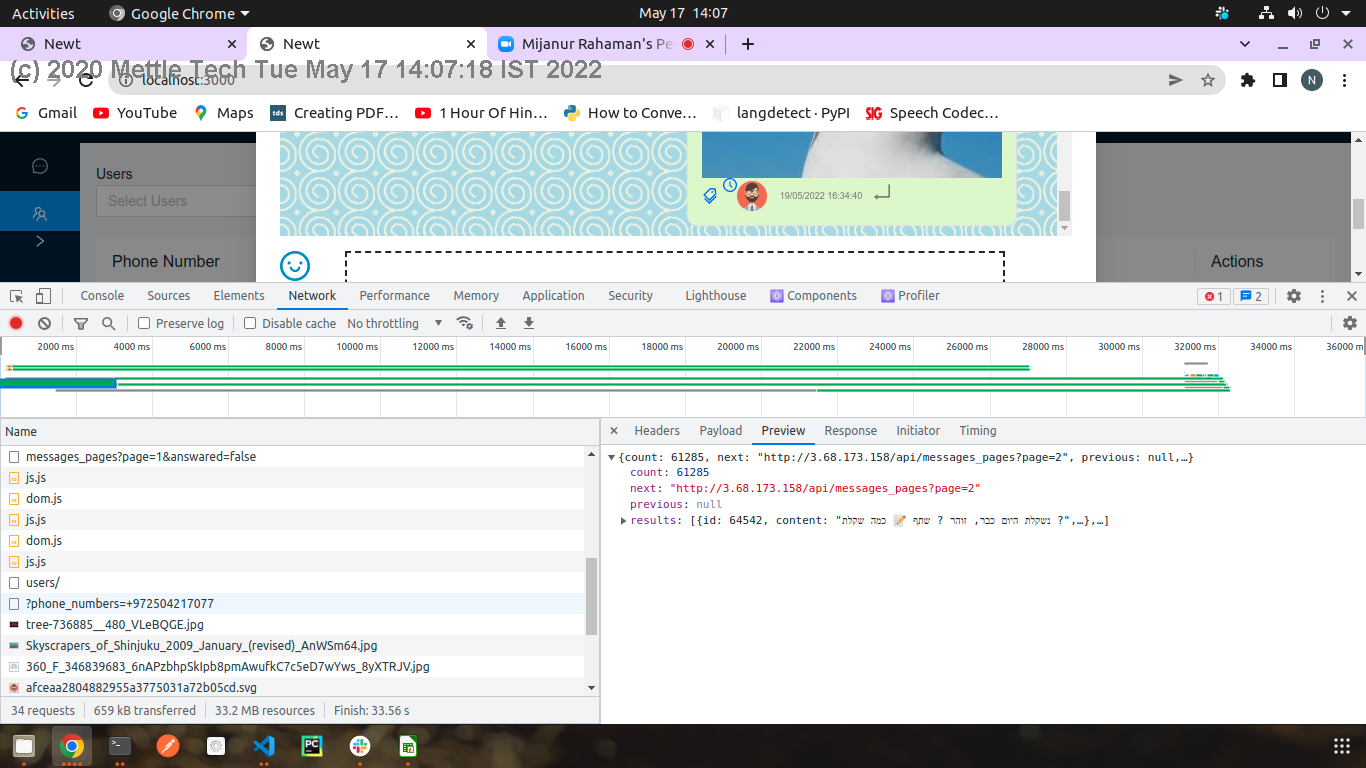 Activities
Google Chrome
May 17 14:07
Newt
Newt
Mijanur Rahaman's Pe
(c) 2020 Mettle Tech Tue May 17 14:07:18 IST 2022
localhost:3000
N
Gmail
YouTube
Maps
tds
Creating PDF…
1 Hour Of Hin…
How to Conve…
langdetect · PyPI
SIG
Speech Codec…
Users
Select Users
19/05/2022 16:34:40
Phone Number
Actions
Console
Sources
Elements
Network
Performance
Memory
Application
Security
Lighthouse
Components
Profiler
1
2
Preserve log
Disable cache
No throttling
2000 ms
4000 ms
6000 ms
8000 ms
10000 ms
12000 ms
14000 ms
16000 ms
18000 ms
20000 ms
22000 ms
24000 ms
26000 ms
28000 ms
30000 ms
32000 ms
34000 ms
36000 m
Name
Headers
Payload
Preview
Response
Initiator
Timing
messages_pages?page=1&answared=false
js.js
dom.js
js.js
dom.js
js.js
users/
?phone_numbers=+972504217077
tree-736885__480_VLeBQGE.jpg
Skyscrapers_of_Shinjuku_2009_January_(revised)_AnWSm64.jpg
360_F_346839683_6nAPzbhpSkIpb8pmAwufkC7c5eD7wYws_8yXTRJV.jpg
afceaa2804882955a3775031a72b05cd.svg
{count: 61285, next: "http://3.68.173.158/api/messages_pages?page=2", previous: null,…}
count: 61285
next: "http://3.68.173.158/api/messages_pages?page=2"
previous: null
results: [{id: 64542, content: "נשקלת היום כבר, זוהר ? שתף 📝 כמה שקלת ?",…},…]
34 requests
659 kB transferred
33.2 MB resources
Finish: 33.56 s
PC